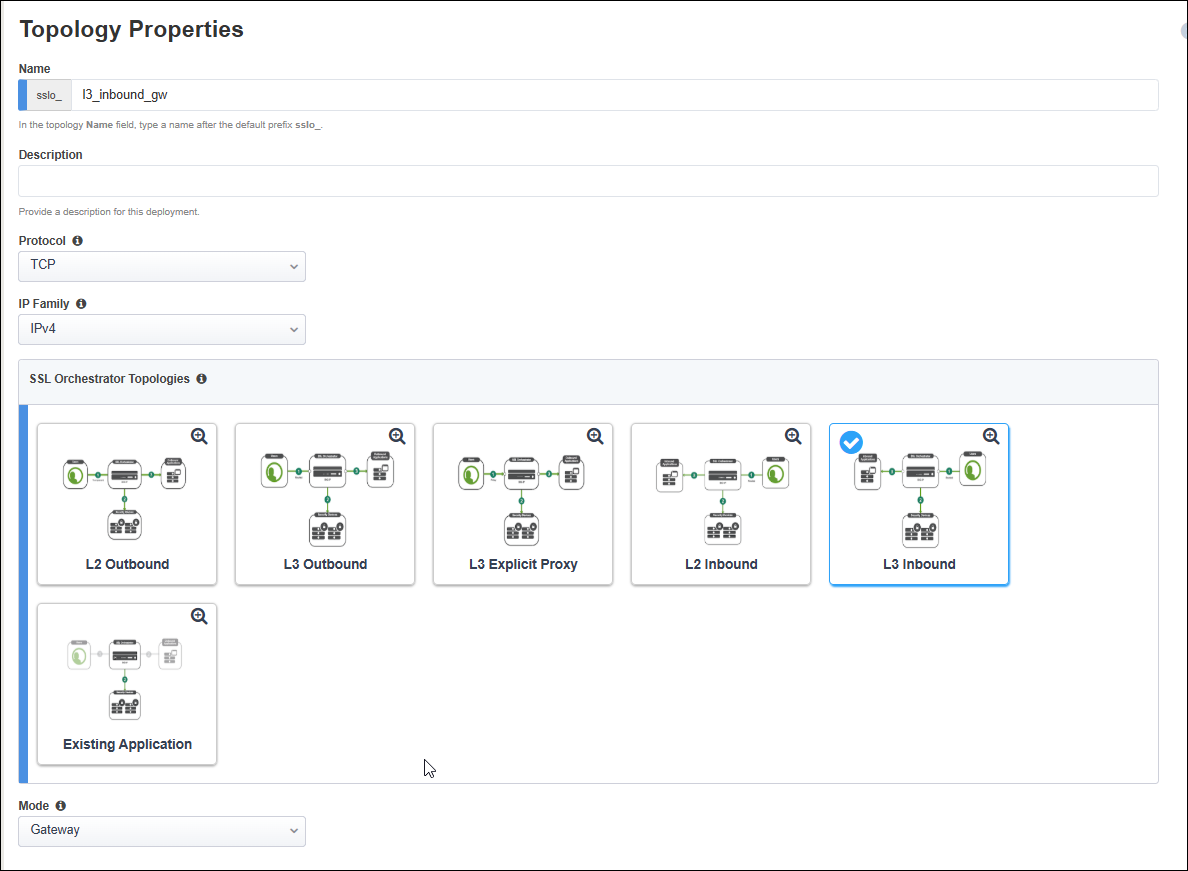 Topology Properties
Name
sslo_ l3_inbound_gw
In the topology Name field, type a name after the default prefix sslo_.
Description
Provide a description for this deployment.
Protocol
TCP
IP Family
IPv4
SSL Orchestrator Topologies
L2 Outbound
L3 Outbound
L3 Explicit Proxy
L2 Inbound
L3 Inbound
Existing Application
Mode
Gateway